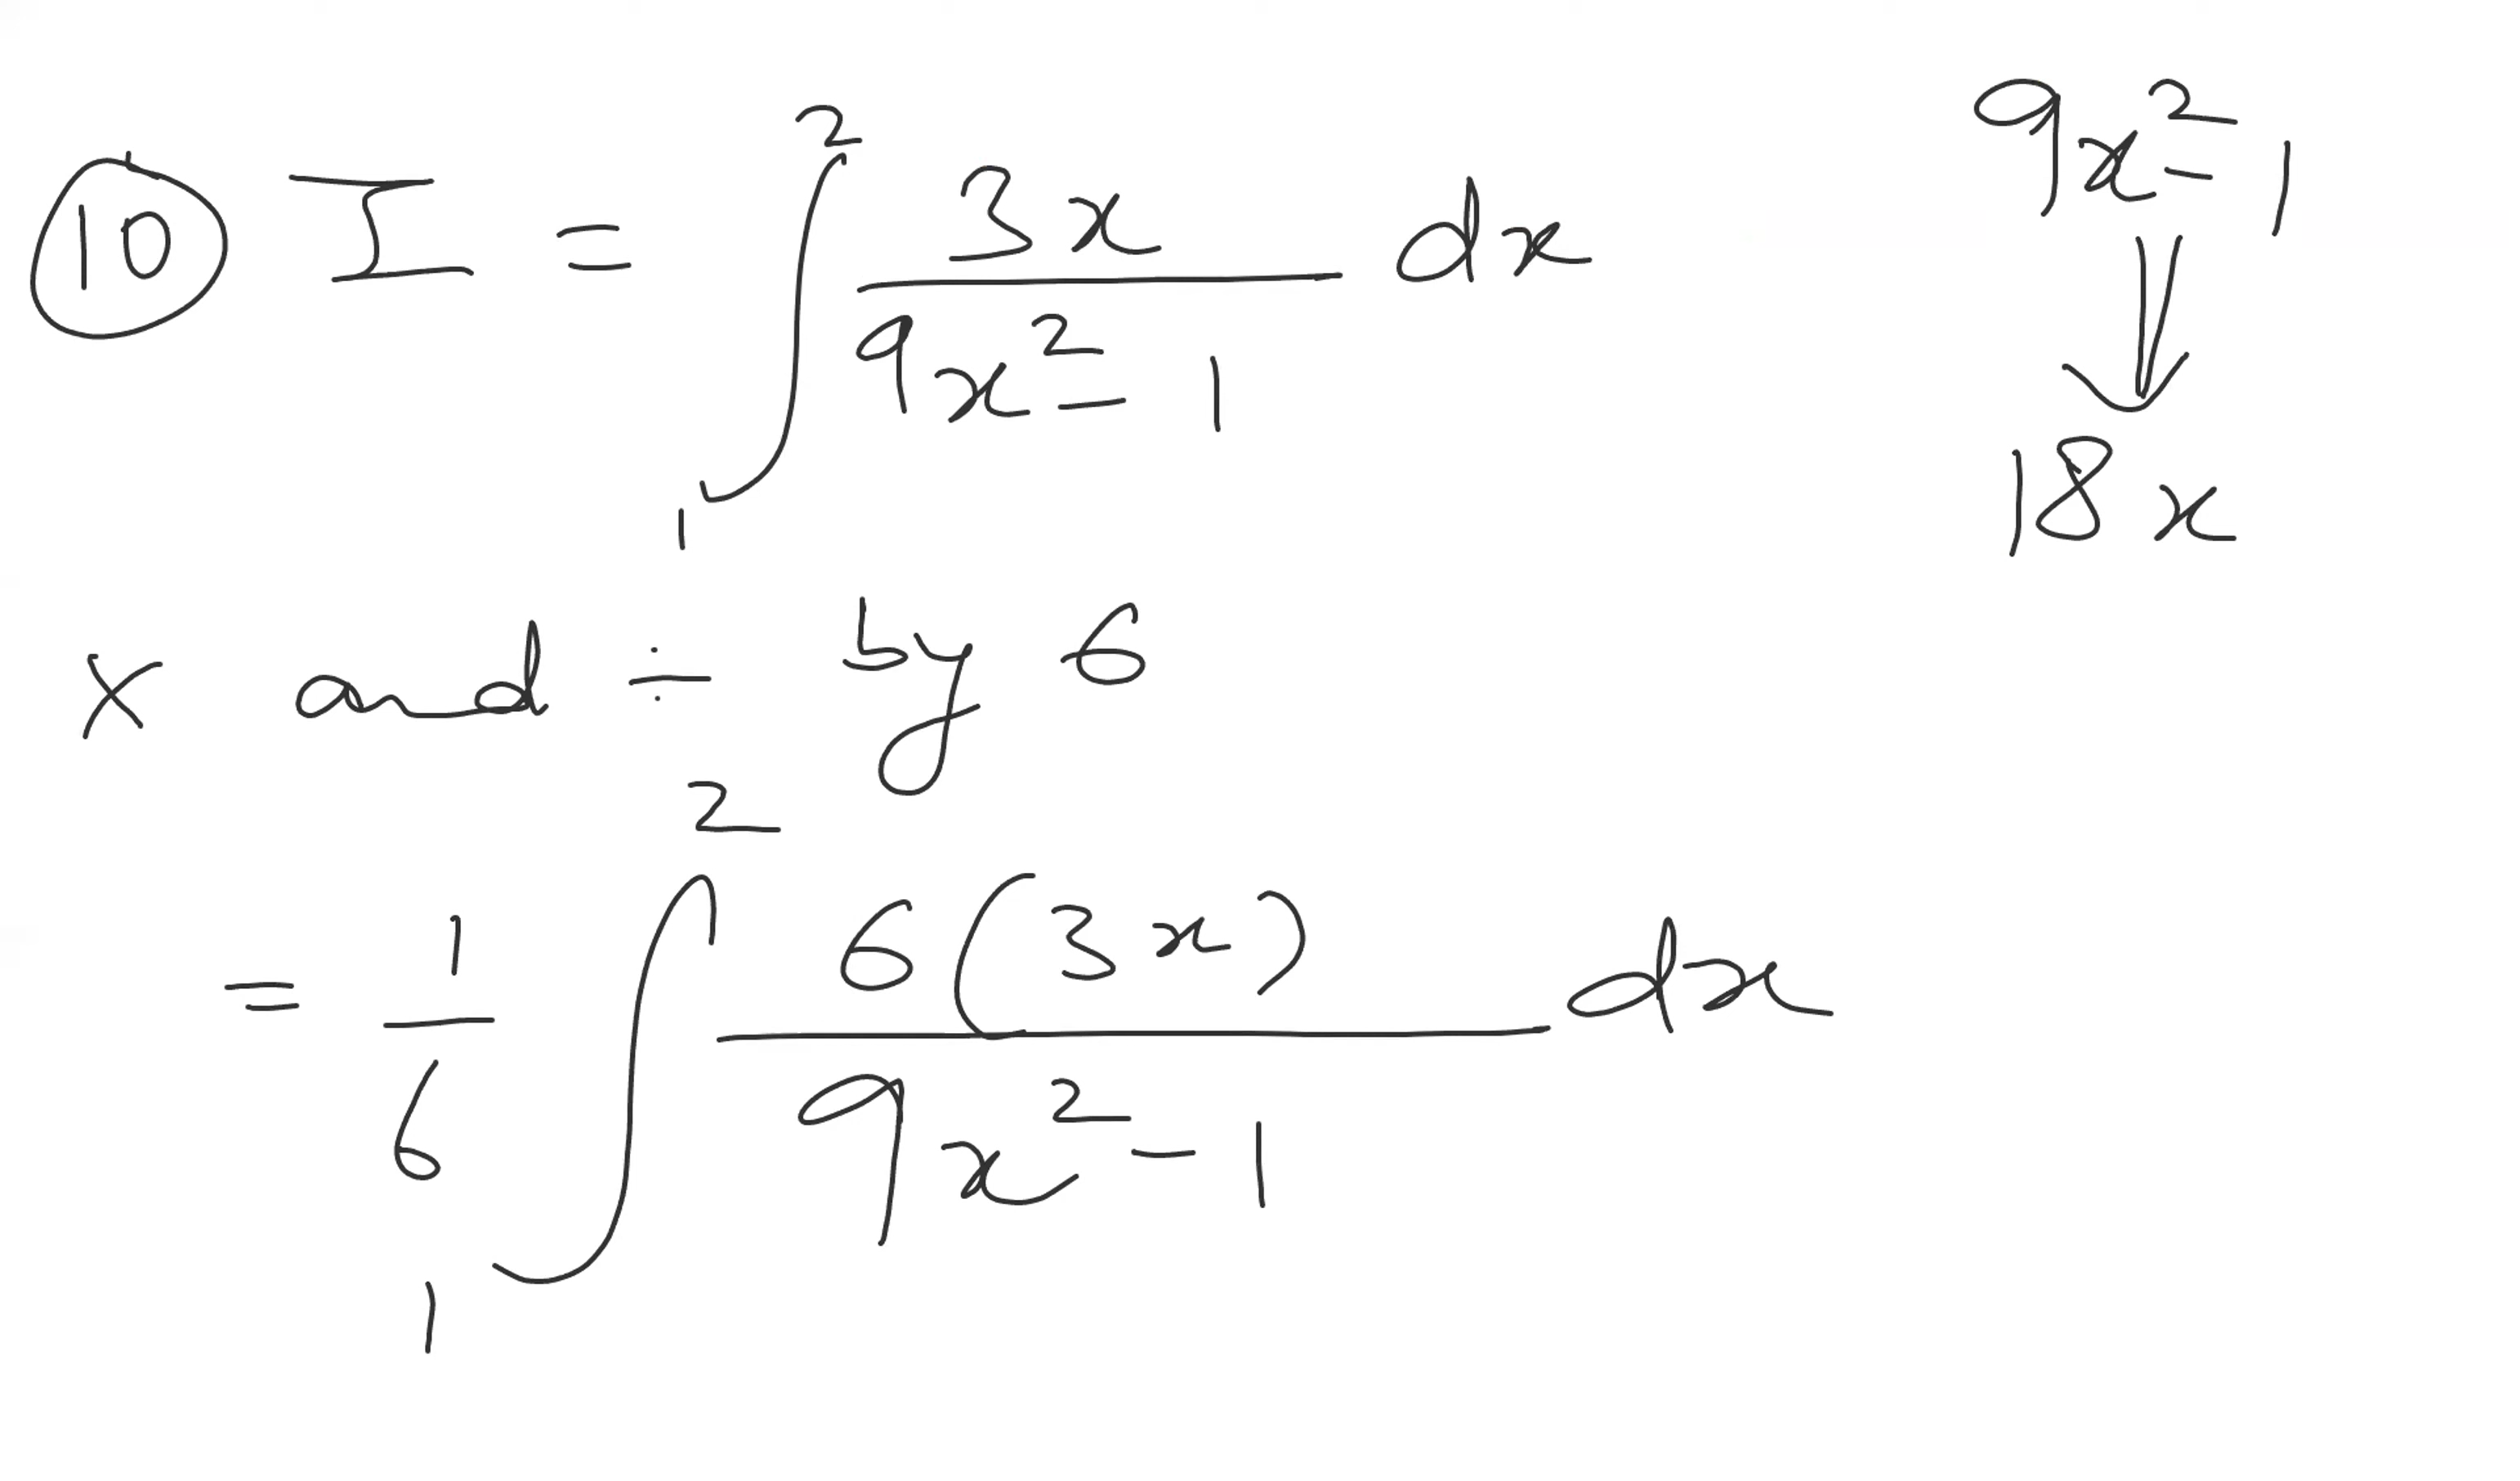 ⑩ I = ∫₁² 3x / (9x² - 1) dx
9x² - 1
⇓
18x
× and ÷ by 6
= 1/6 ∫₁² 6(3x) / (9x² - 1) dx